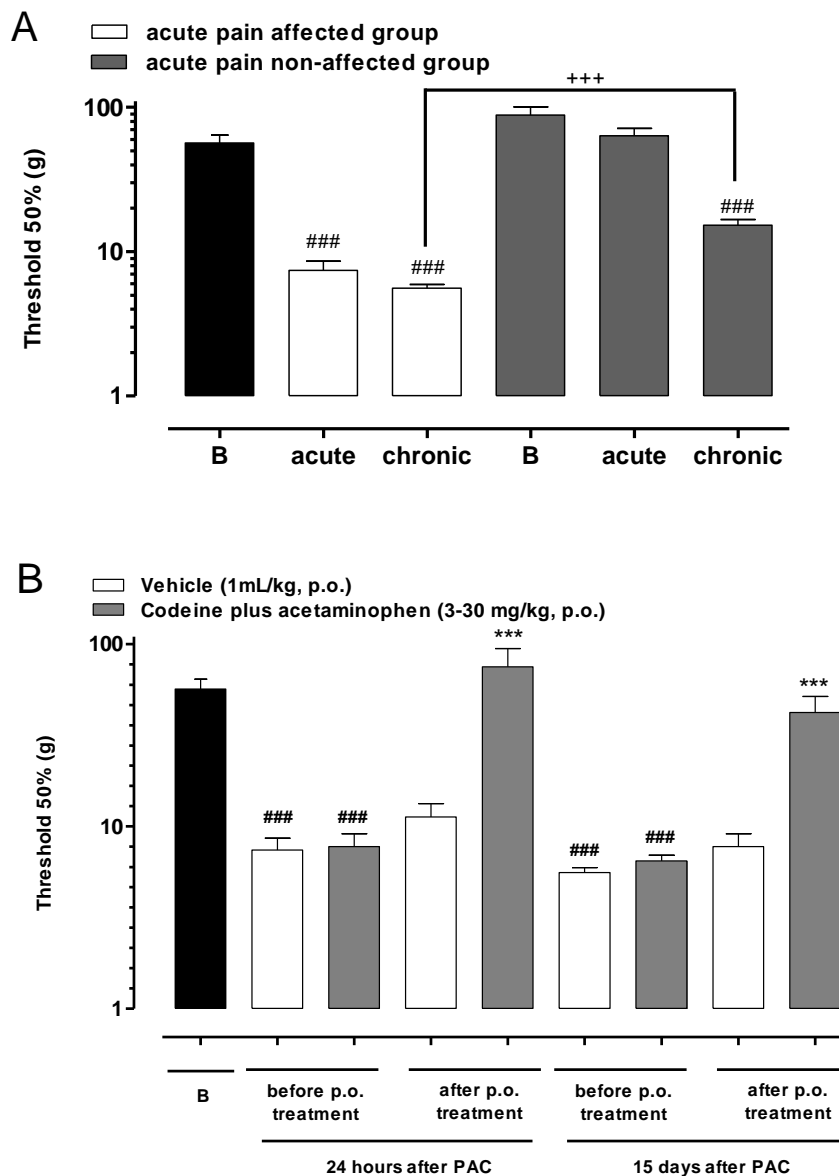 A
acute pain affected group
acute pain non-affected group
+++
100
10
1
Threshold 50% (g)
###
###
###
B acute chronic B acute chronic
B
Vehicle (1mL/kg, p.o.)
Codeine plus acetaminophen (3-30 mg/kg, p.o.)
100
10
1
Threshold 50% (g)
***
***
### ###
### ###
B
before p.o.
treatment
after p.o.
treatment
before p.o.
treatment
after p.o.
treatment
24 hours after PAC
15 days after PAC